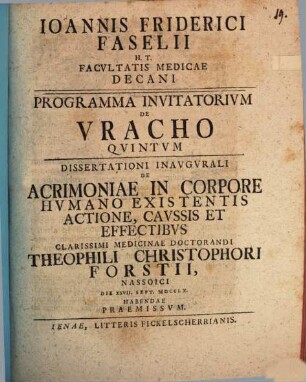 19.
IOANNIS FRIDERICI
FASELII
H. T.
FACVLTATIS MEDICAE
DECANI
PROGRAMMA INVITATORIVM
DE
VRACHO
QVINTVM
DISSERTATIONI INAVGVRALI
DE
ACRIMONIAE IN CORPORE
HVMANO EXISTENTIS
ACTIONE, CAVSSIS ET
EFFECTIBVS
CLARISSIMI MEDICINAE DOCTORANDI
THEOPHILI CHRISTOPHORI
FORSTII,
NASSOICI
DIE XXVII. SEPT. MDCCLX.
HABENDAE
PRAEMISSVM.
IENAE, LITTERIS FICKELSCHERRIANIS.